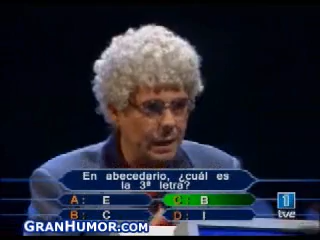 En abecedario, ¿cuál es
la 3ª letra?
A: E
C: B
B: C
D: I
1
tve
GRANHUMOR.COM